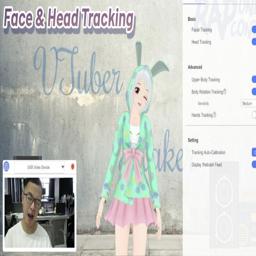 Face & Head Tracking
VTuber
Maker
Basic
Facial Tracking
Head Tracking
Advanced
Upper Body Tracking
Body Rotation Tracking
Sensitivity
Medium
Hands Tracking
Setting
Tracking Auto-Calibration
Display Webcam Feed
USB Video Device